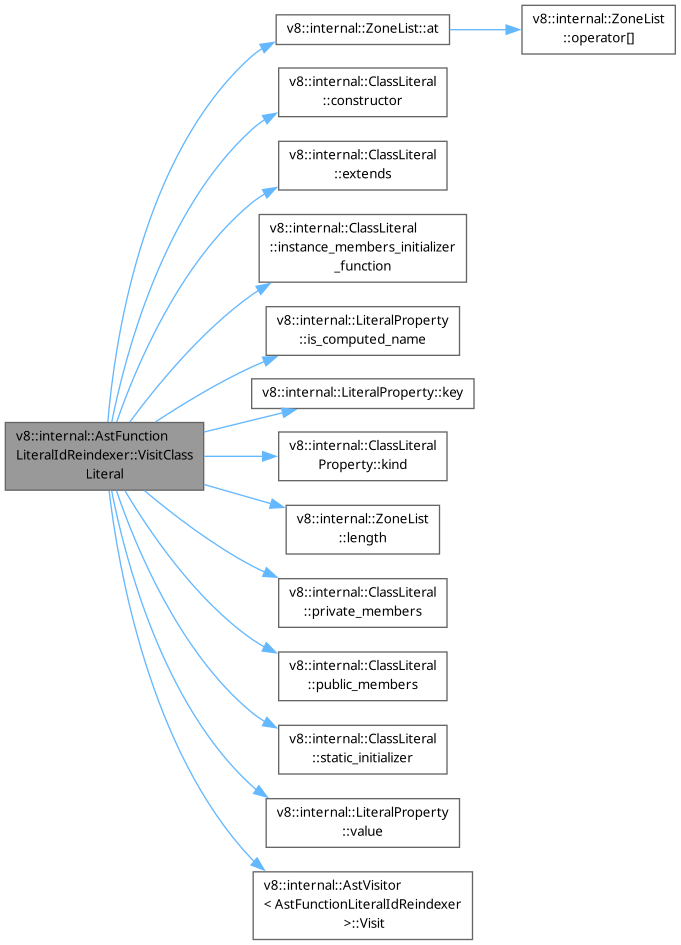 v8::internal::ZoneList::at
v8::internal::ZoneList
::operator[]
v8::internal::ClassLiteral
::constructor
v8::internal::ClassLiteral
::extends
v8::internal::ClassLiteral
::instance_members_initializer
_function
v8::internal::LiteralProperty
::is_computed_name
v8::internal::LiteralProperty::key
v8::internal::AstFunction
LiteralIdReindexer::VisitClass
Literal
v8::internal::ClassLiteral
Property::kind
v8::internal::ZoneList
::length
v8::internal::ClassLiteral
::private_members
v8::internal::ClassLiteral
::public_members
v8::internal::ClassLiteral
::static_initializer
v8::internal::LiteralProperty
::value
v8::internal::AstVisitor
< AstFunctionLiteralIdReindexer
>::Visit